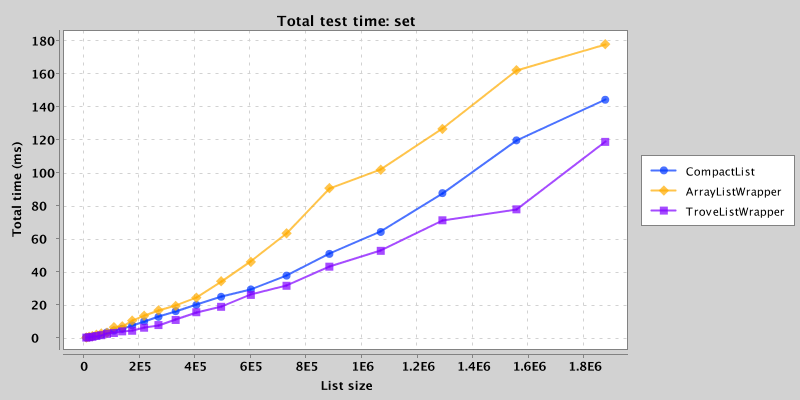 Total test time: set
180
160
140
120
100
80
60
40
20
0
Total time (ms)
0
2E5
4E5
6E5
8E5
1E6
1.2E6
1.4E6
1.6E6
1.8E6
List size
CompactList
ArrayListWrapper
TroveListWrapper